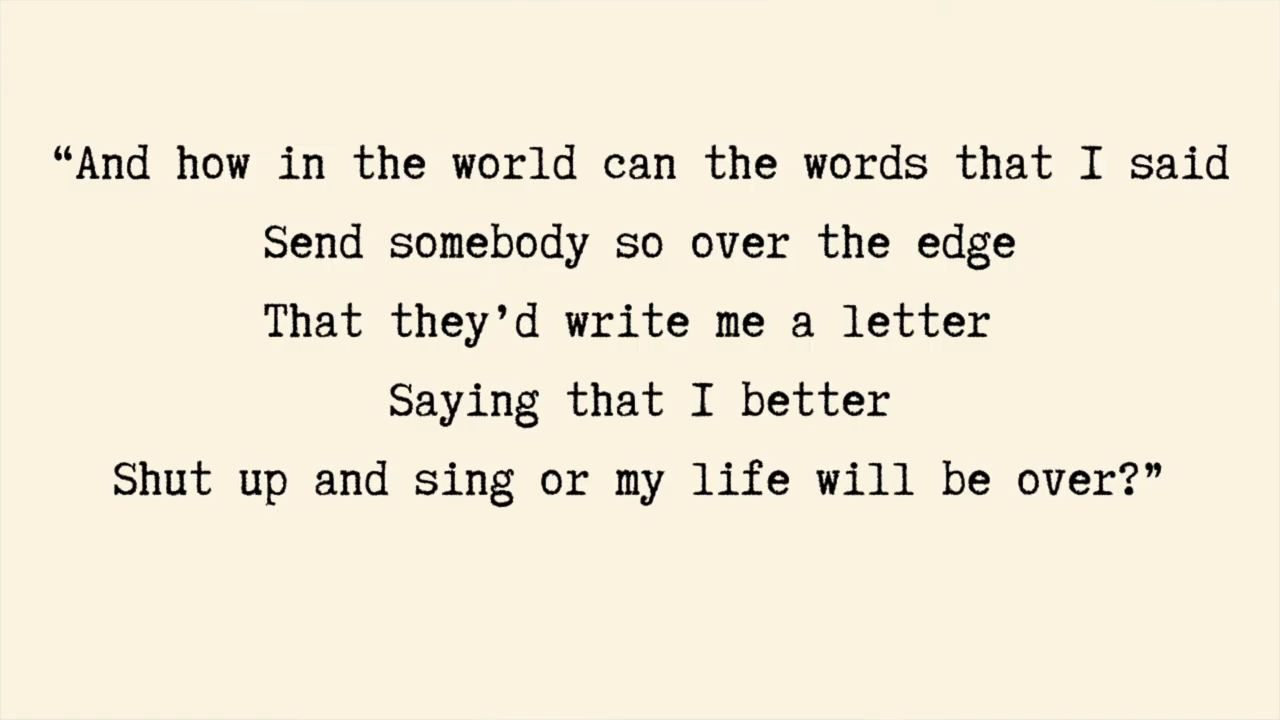 “And how in the world can the words that I said
Send somebody so over the edge
That they’d write me a letter
Saying that I better
Shut up and sing or my life will be over?”